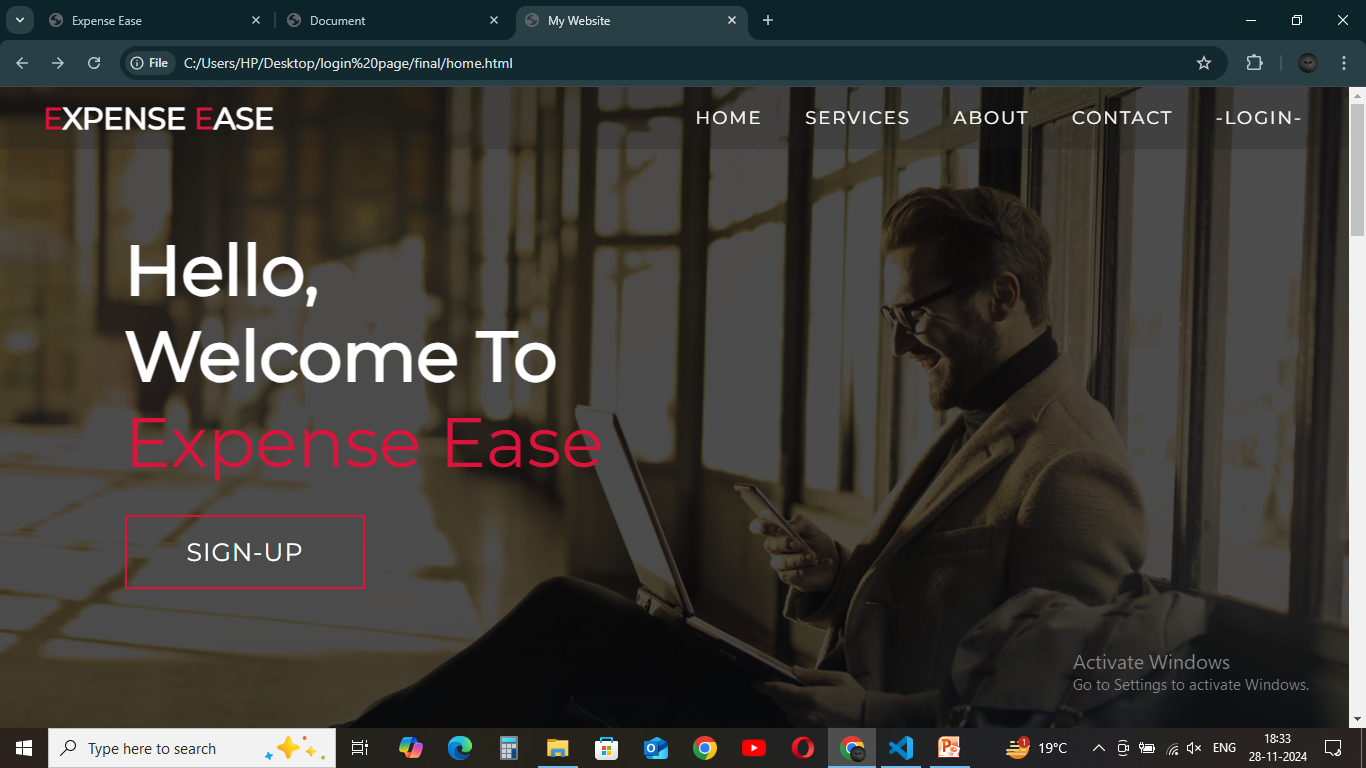 Expense Ease
Document
My Website
File C:/Users/HP/Desktop/login%20page/final/home.html
EXPENSE EASE
HOME SERVICES ABOUT CONTACT -LOGIN-
Hello,
Welcome To
Expense Ease
SIGN-UP
Activate Windows
Go to Settings to activate Windows.
Type here to search
1
19°C
ENG
18:33
28-11-2024